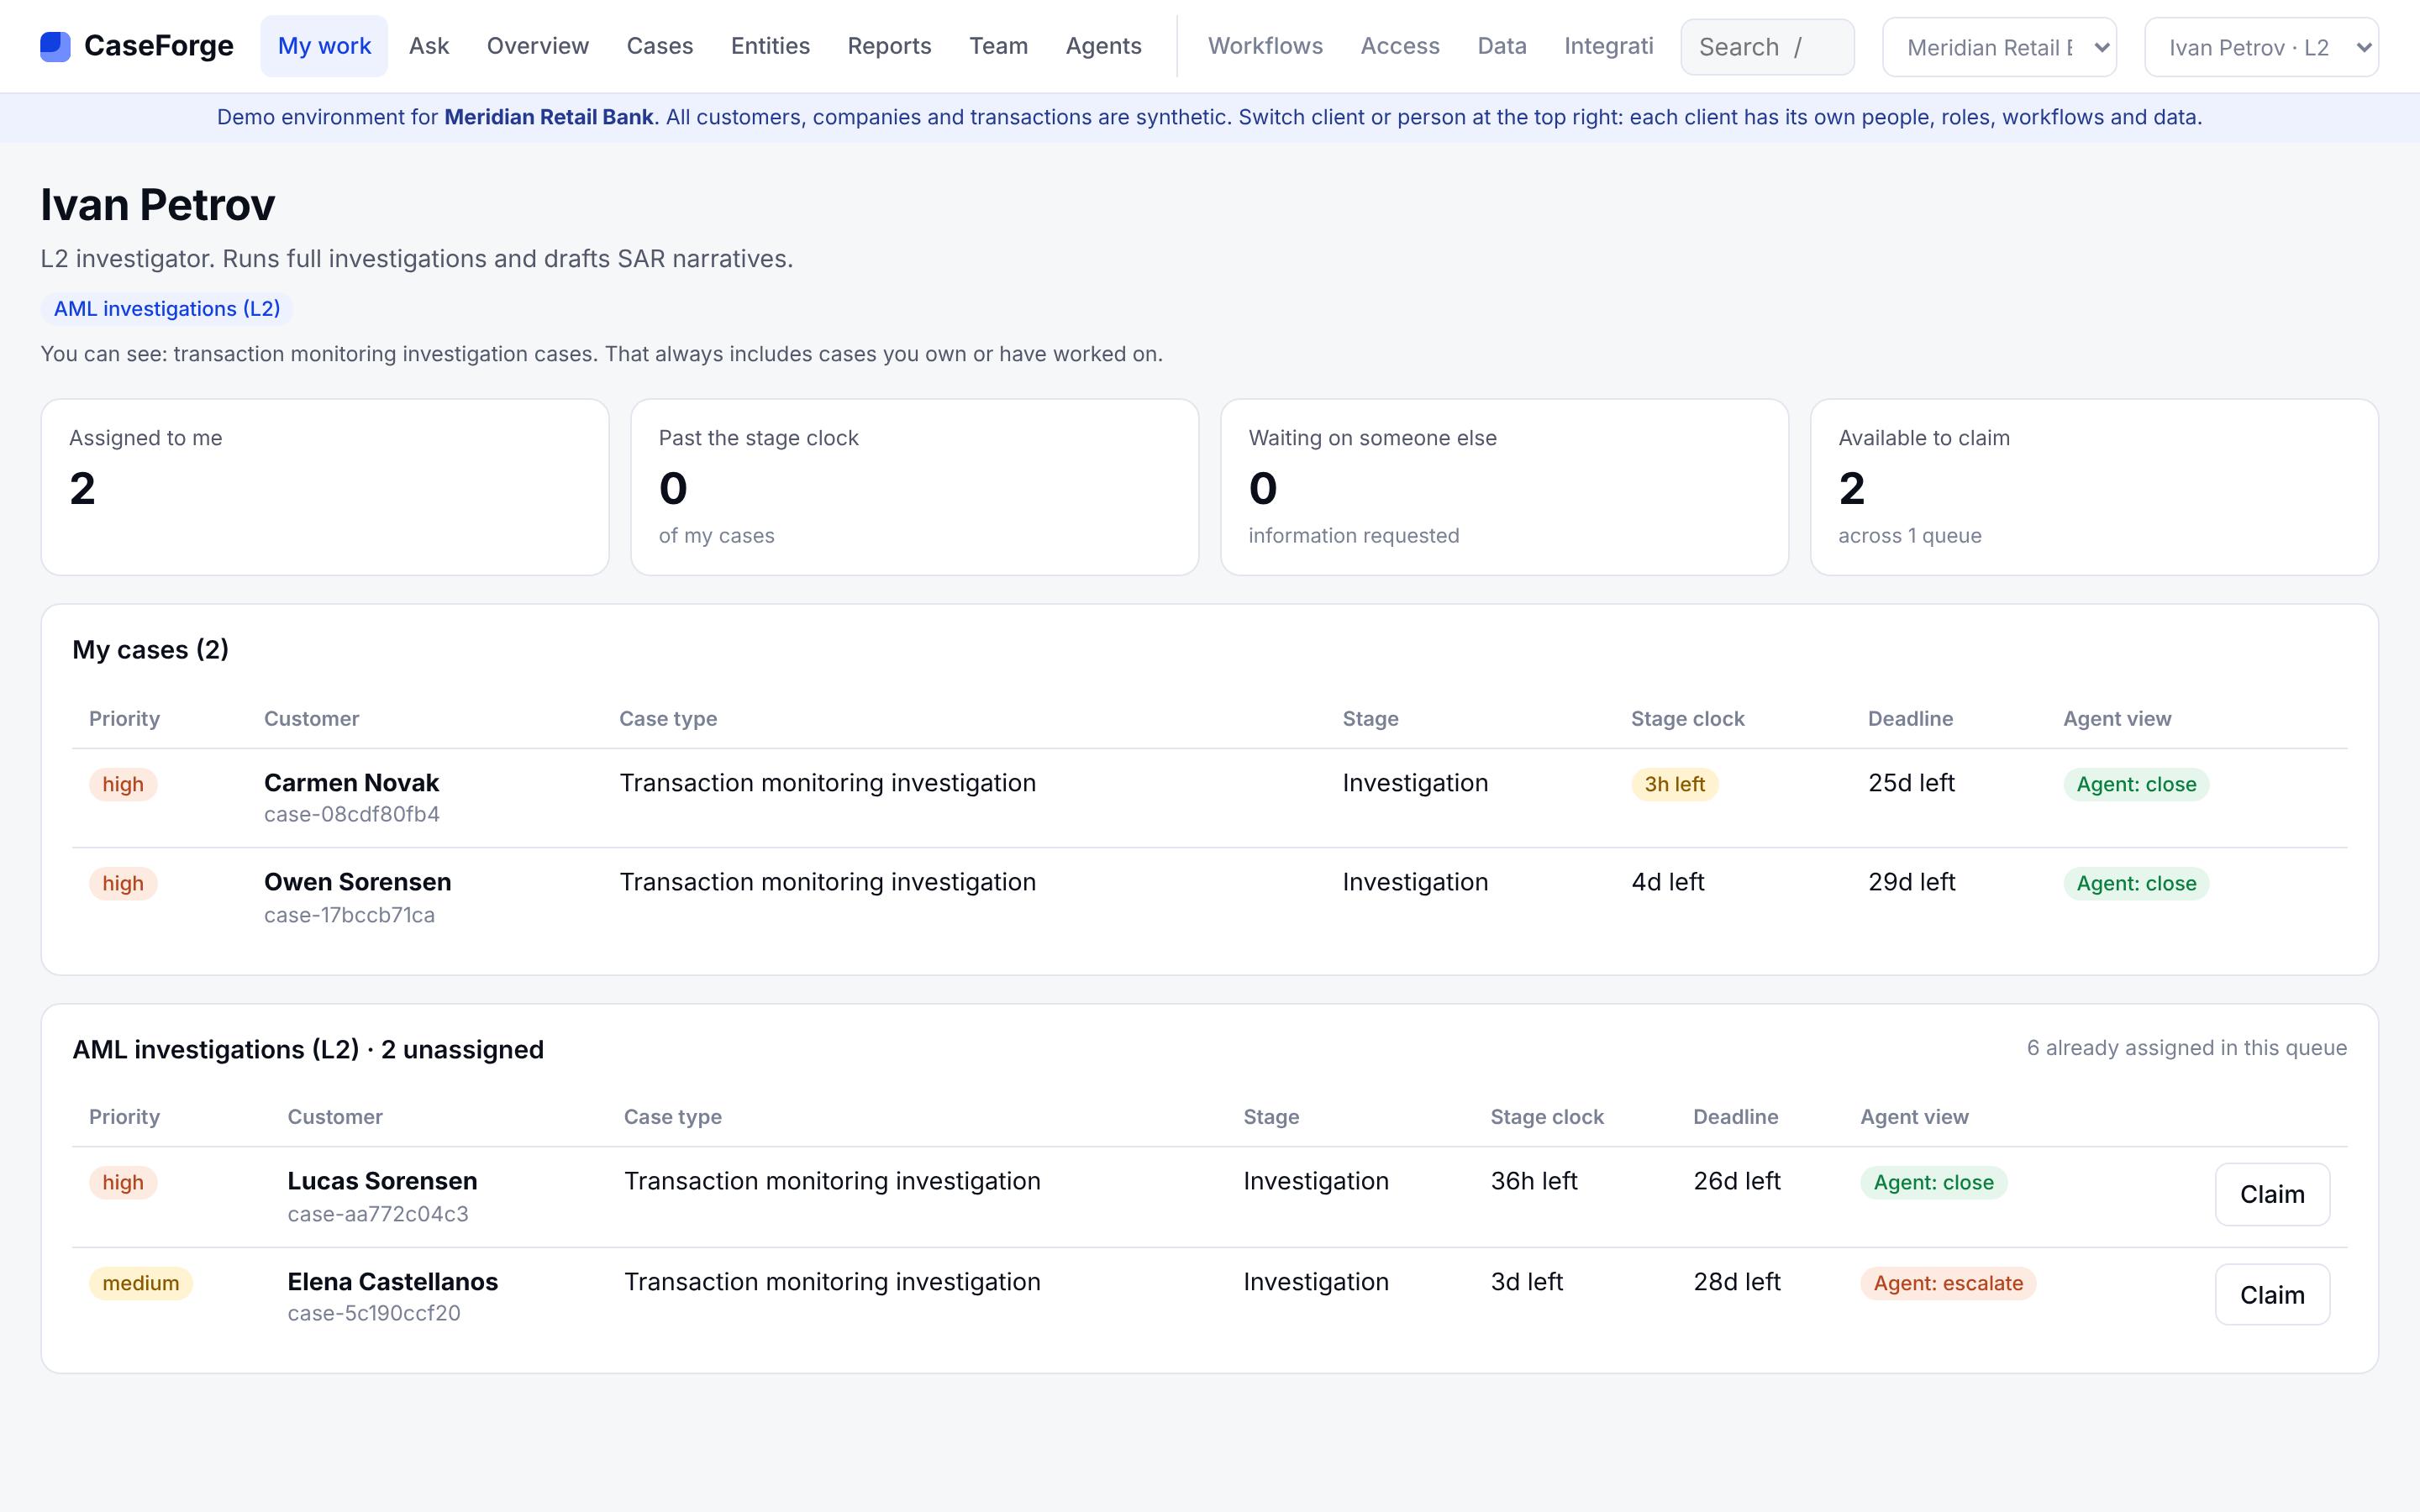 CaseForge My work Ask Overview Cases Entities Reports Team Agents Workflows Access Data Integrati Search / Meridian Retail Ivan Petrov · L2
Demo environment for Meridian Retail Bank. All customers, companies and transactions are synthetic. Switch client or person at the top right: each client has its own people, roles, workflows and data.
Ivan Petrov
L2 investigator. Runs full investigations and drafts SAR narratives.
AML investigations (L2)
You can see: transaction monitoring investigation cases. That always includes cases you own or have worked on.
Assigned to me
2
Past the stage clock
0
of my cases
Waiting on someone else
0
information requested
Available to claim
2
across 1 queue
My cases (2)
Priority Customer Case type Stage Stage clock Deadline Agent view
high Carmen Novak Transaction monitoring investigation Investigation 3h left 25d left Agent: close
case-08cdf80fb4
high Owen Sorensen Transaction monitoring investigation Investigation 4d left 29d left Agent: close
case-17bccb71ca
AML investigations (L2) · 2 unassigned 6 already assigned in this queue
Priority Customer Case type Stage Stage clock Deadline Agent view
high Lucas Sorensen Transaction monitoring investigation Investigation 36h left 26d left Agent: close Claim
case-aa772c04c3
medium Elena Castellanos Transaction monitoring investigation Investigation 3d left 28d left Agent: escalate Claim
case-5c190ccf20